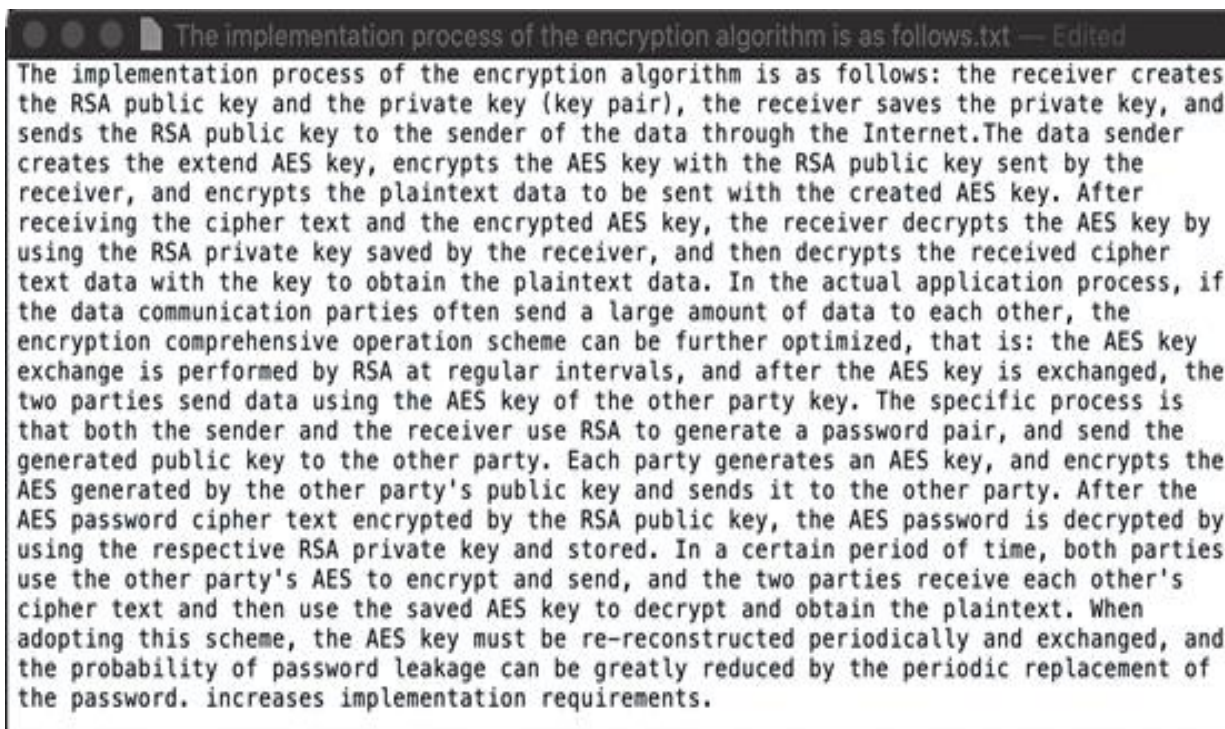 The implementation process of the encryption algorithm is as follows.txt — Edited
The implementation process of the encryption algorithm is as follows: the receiver creates
the RSA public key and the private key (key pair), the receiver saves the private key, and
sends the RSA public key to the sender of the data through the Internet.The data sender
creates the extend AES key, encrypts the AES key with the RSA public key sent by the
receiver, and encrypts the plaintext data to be sent with the created AES key. After
receiving the cipher text and the encrypted AES key, the receiver decrypts the AES key by
using the RSA private key saved by the receiver, and then decrypts the received cipher
text data with the key to obtain the plaintext data. In the actual application process, if
the data communication parties often send a large amount of data to each other, the
encryption comprehensive operation scheme can be further optimized, that is: the AES key
exchange is performed by RSA at regular intervals, and after the AES key is exchanged, the
two parties send data using the AES key of the other party key. The specific process is
that both the sender and the receiver use RSA to generate a password pair, and send the
generated public key to the other party. Each party generates an AES key, and encrypts the
AES generated by the other party's public key and sends it to the other party. After the
AES password cipher text encrypted by the RSA public key, the AES password is decrypted by
using the respective RSA private key and stored. In a certain period of time, both parties
use the other party's AES to encrypt and send, and the two parties receive each other's
cipher text and then use the saved AES key to decrypt and obtain the plaintext. When
adopting this scheme, the AES key must be re-reconstructed periodically and exchanged, and
the probability of password leakage can be greatly reduced by the periodic replacement of
the password. increases implementation requirements.